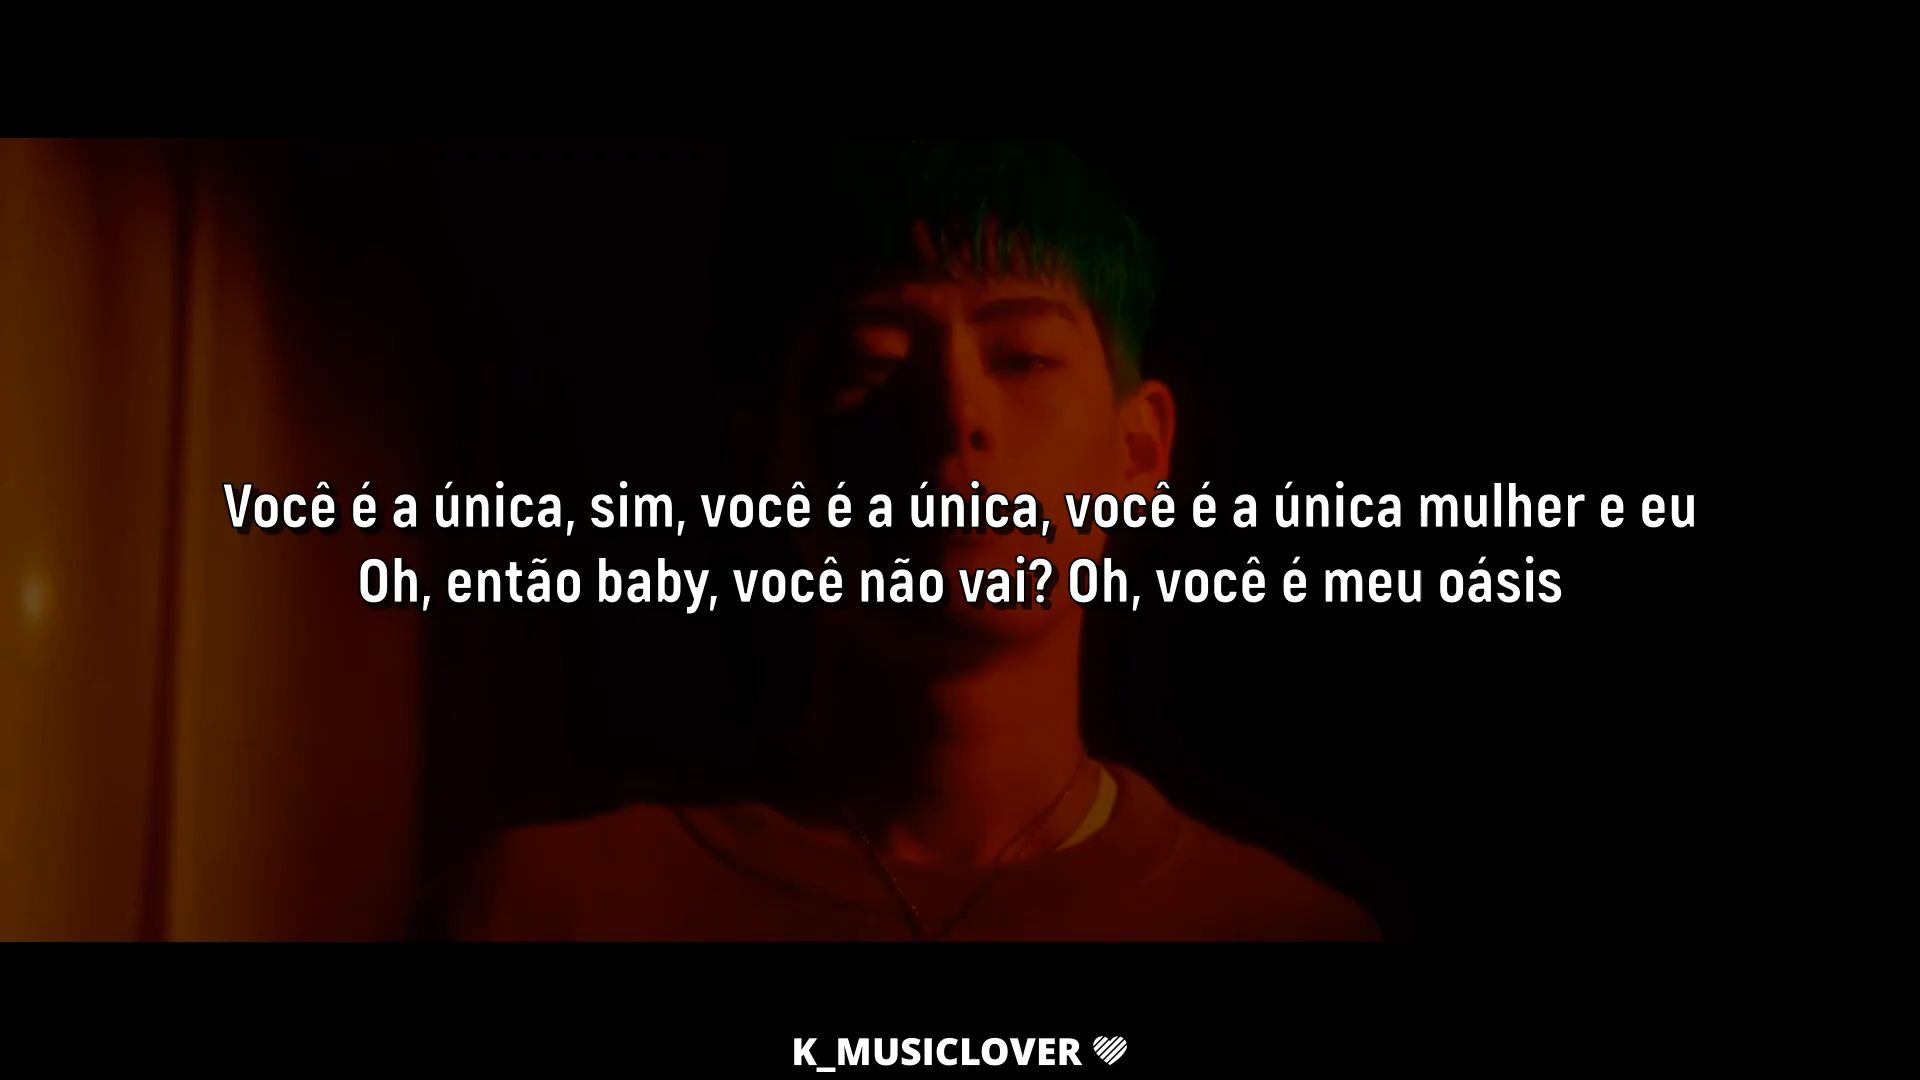 Você é a única, sim, você é a única, você é a única mulher e eu
Oh, então baby, você não vai? Oh, você é meu oásis
K_MUSICLOVER